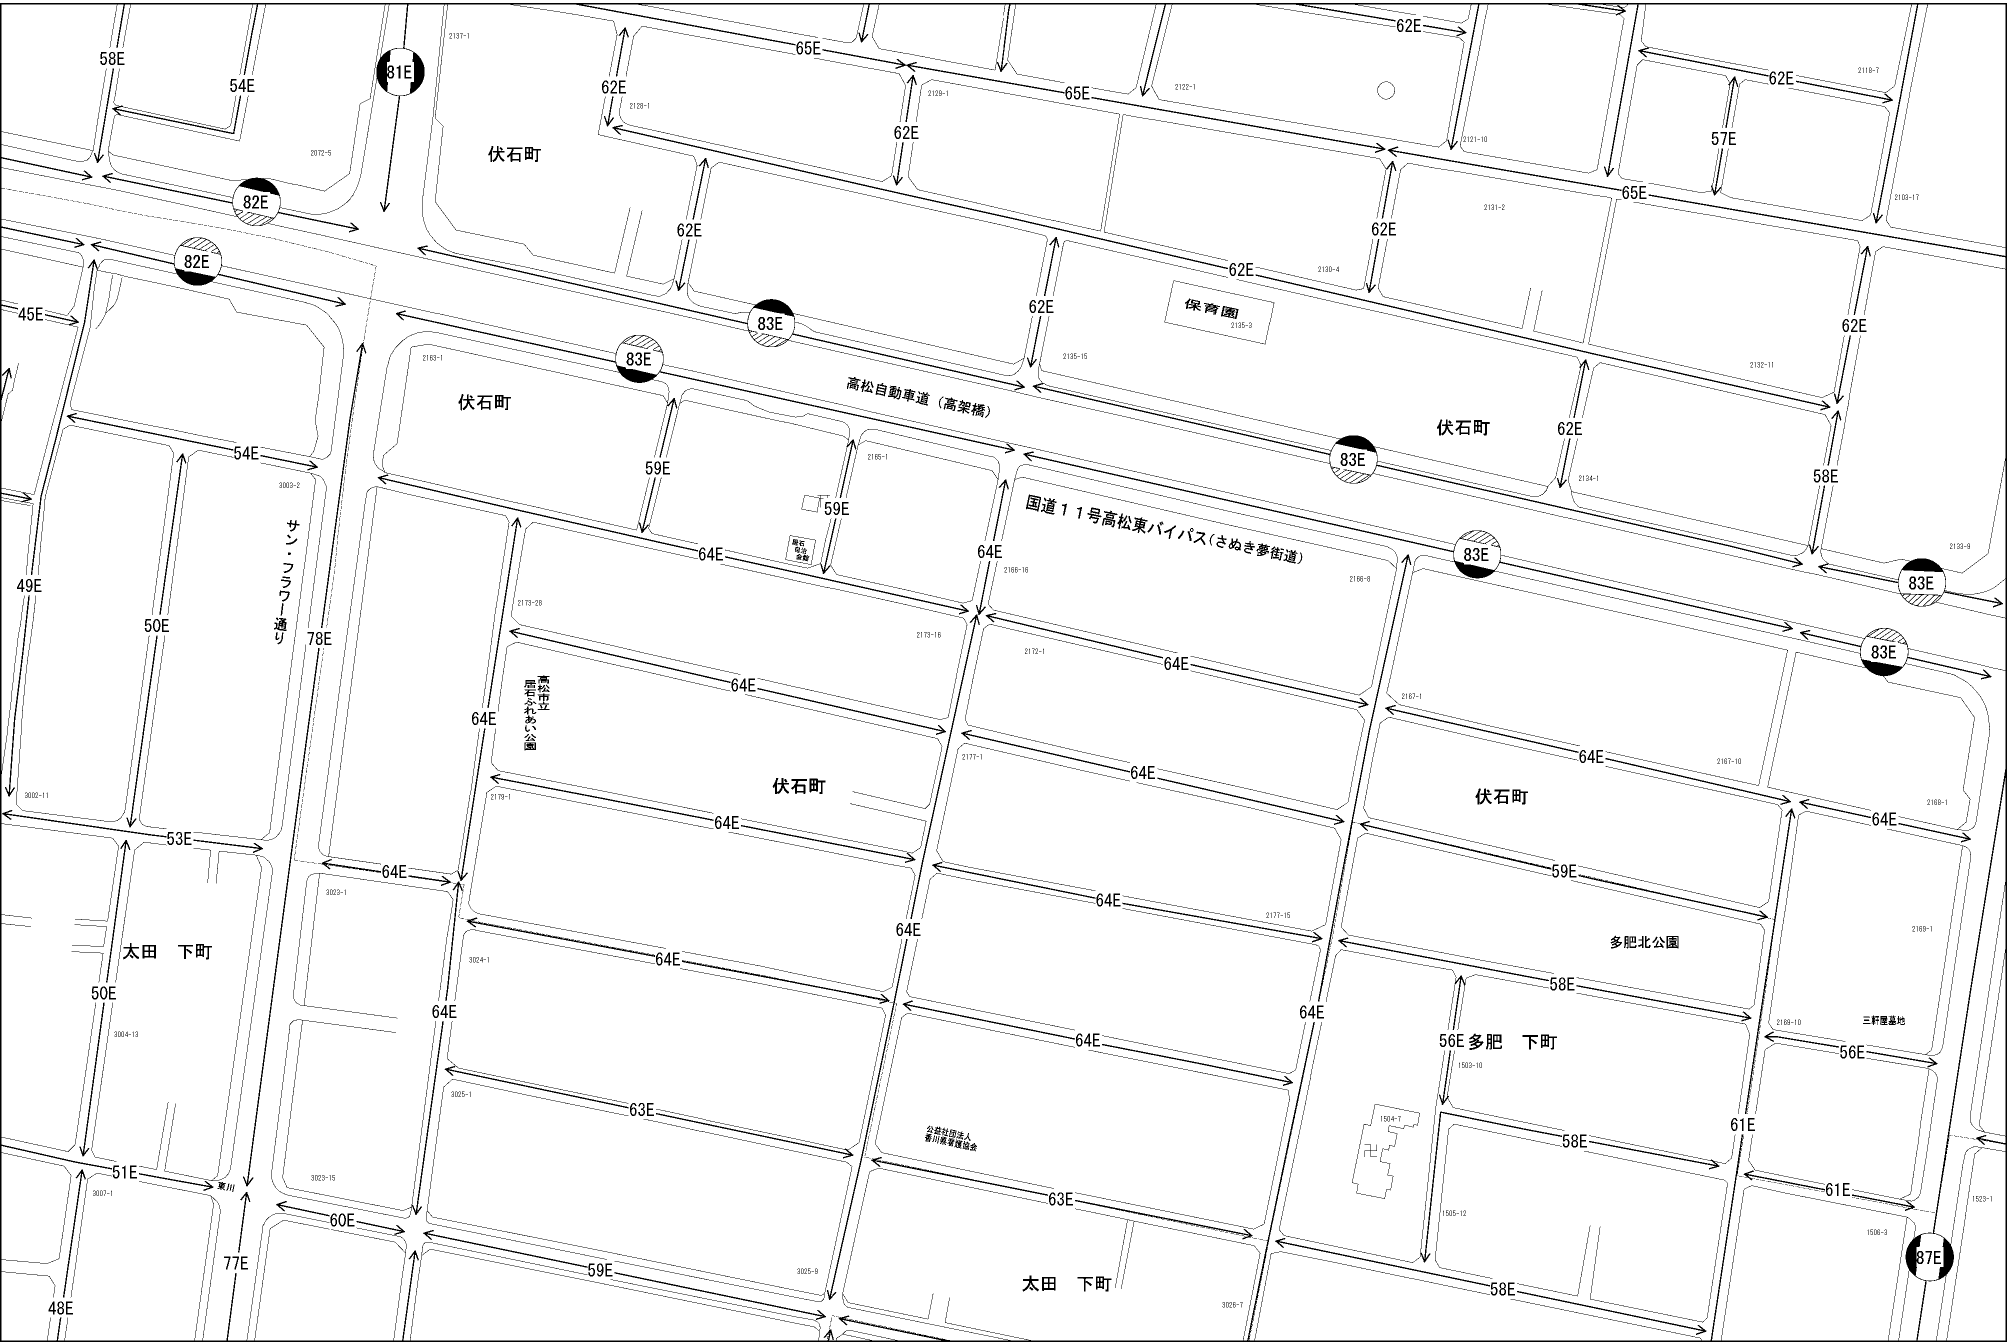 58E
54E
81E
2137-1
65E
62E
62E
2118-7
62E
2128-1
2129-1
65E
2122-1
62E
57E
2121-10
伏石町
2072-5
82E
62E
65E
2131-2
2103-17
62E
62E
82E
62E
2130-4
45E
83E
62E
保育園
2135-3
62E
83E
2163-1
2135-15
2132-11
高松自動車道（高架橋）
伏石町
伏石町
62E
54E
59E
2165-1
83E
58E
2134-1
3003-2
59E
国道１１号高松東バイパス（さぬき夢街道）
サン・フラワー通り
居石
自治
会館
64E
64E
2166-16
2166-8
83E
2133-9
83E
49E
50E
78E
2173-28
2173-16
2172-1
64E
83E
高松市立
居石ふれあい公園
64E
64E
2167-1
64E
2177-1
64E
2167-10
伏石町
伏石町
3002-11
2179-1
2168-1
64E
64E
53E
64E
59E
3023-1
64E
2177-15
64E
2169-1
太田　下町
3024-1
64E
多肥北公園
58E
50E
64E
64E
2169-10
三軒屋墓地
3004-13
64E
56E
多肥　下町
56E
1503-10
3025-1
63E
1504-7
61E
公益社団法人
香川県看護協会
58E
51E
3007-1
東川
3023-15
63E
61E
1523-1
60E
1505-12
1506-3
77E
59E
3025-9
太田　下町
87E
58E
48E
3026-7